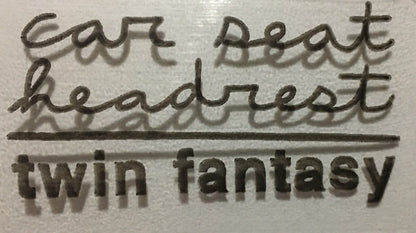 car seat
headrest
twin fantasy